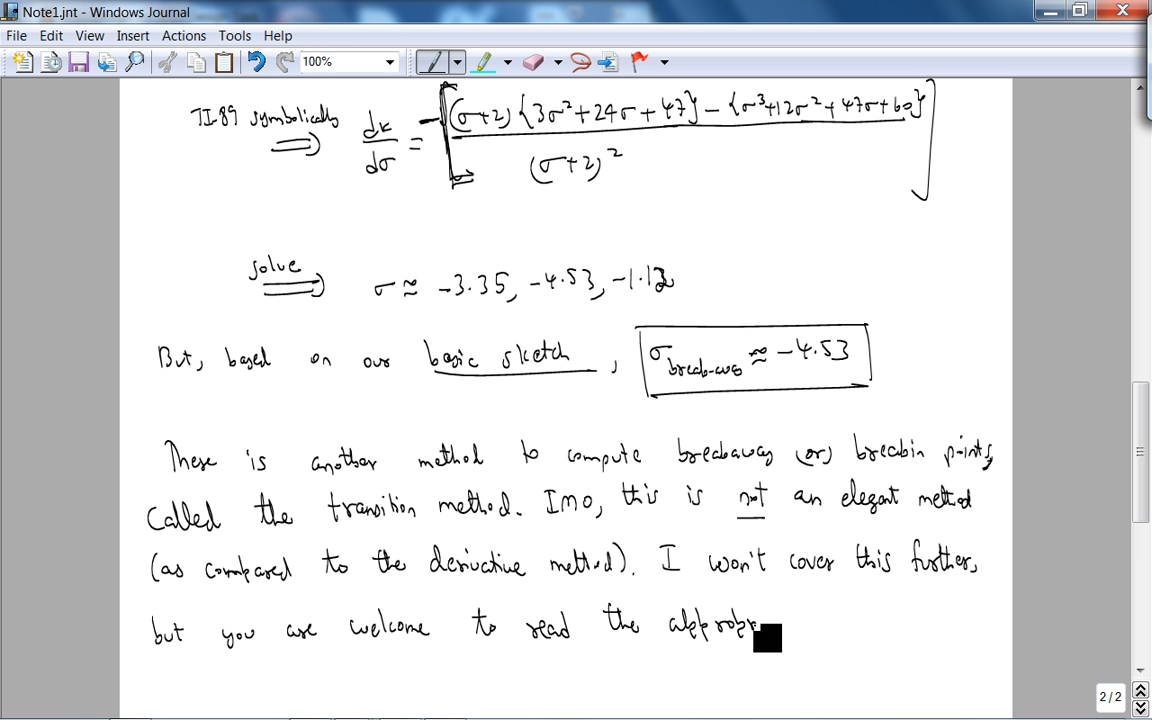 Note1.jnt - Windows Journal
File Edit View Insert Actions Tools Help
100%
TI-89 symbolically ⟹ dK/dσ = -[(σ+2){3σ²+24σ+47} - {σ³+12σ²+47σ+60}
(σ+2)²]
solve ⟹ σ ≈ -3.35, -4.53, -1.12
But, based on our basic sketch, σbreak-away ≈ -4.53
There is another method to compute breakaway (or) breakin points,
called the transition method. IMO, this is not an elegant method
(as compared to the derivative method). I won't cover this further,
but you are welcome to read the appropr
2/2